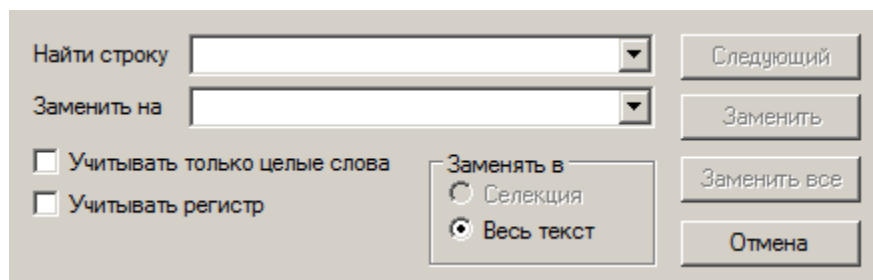 Найти строку
Следующий
Заменить на
Заменить
Учитывать только целые слова
Учитывать регистр
Заменять в
Селекция
Весь текст
Заменить все
Отмена